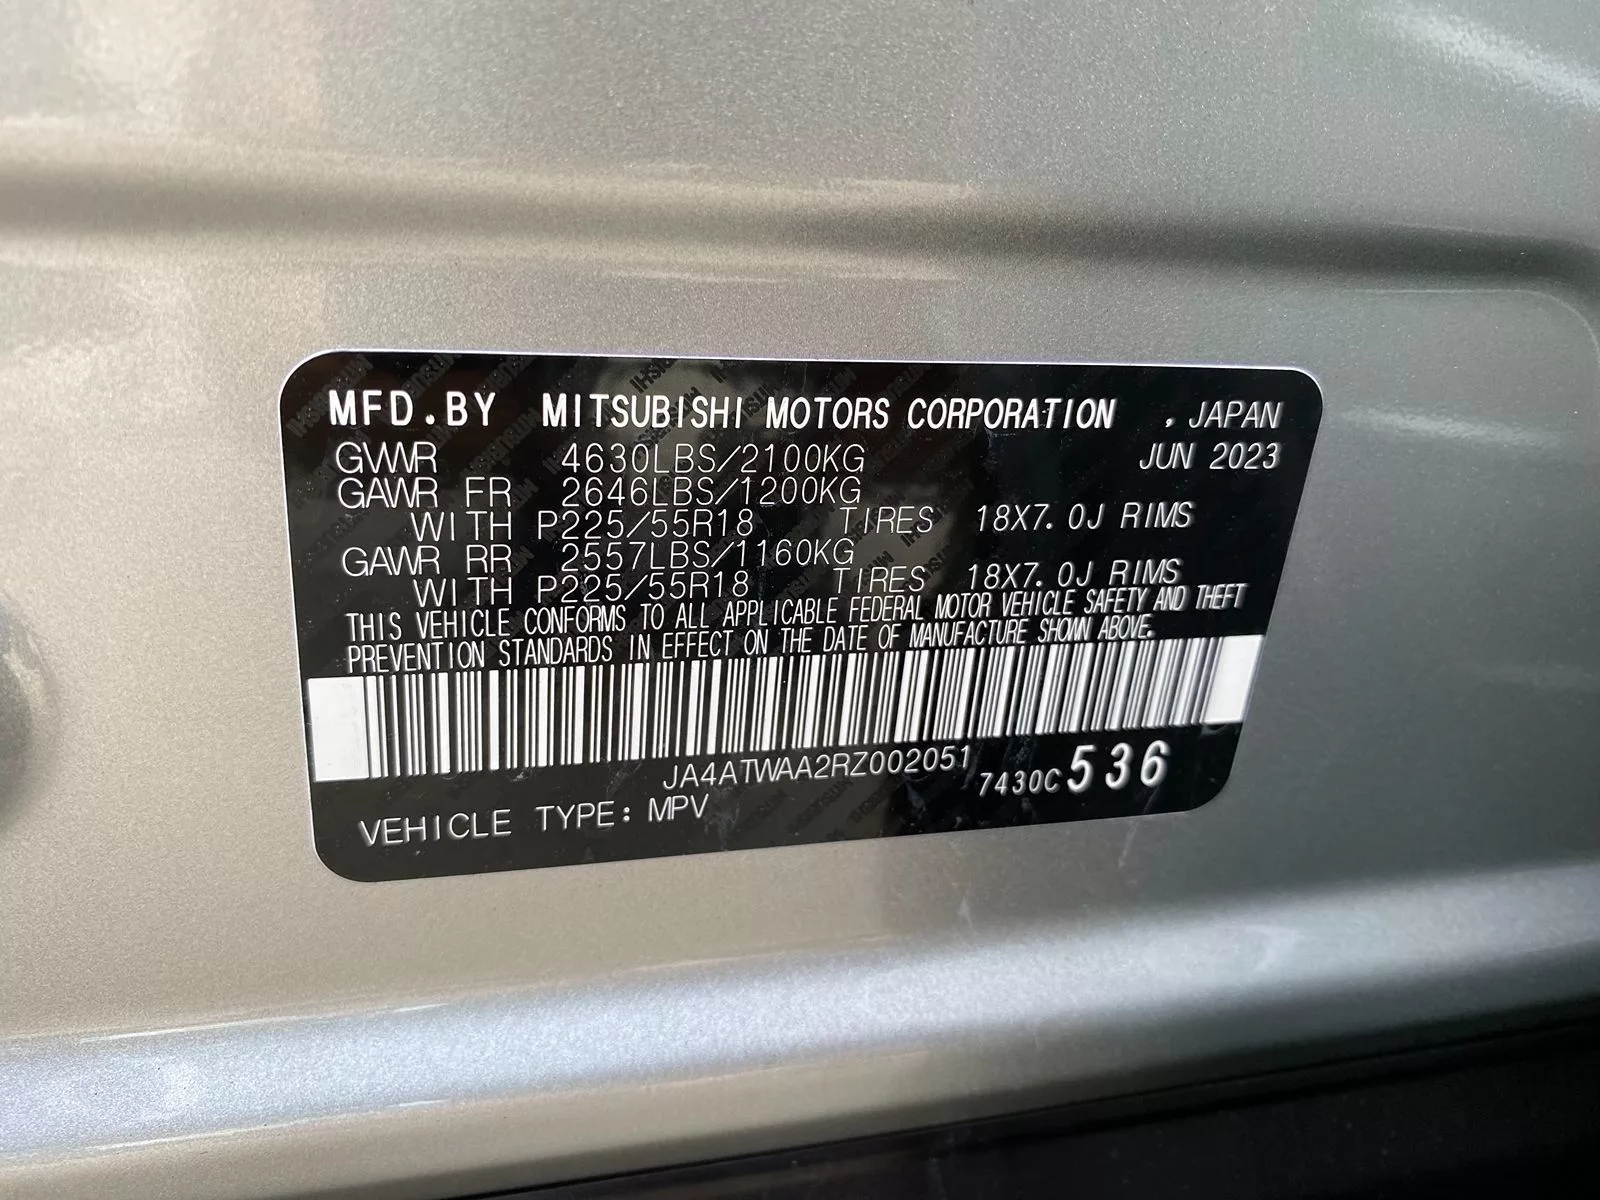 MFD.BY MITSUBISHI MOTORS CORPORATION , JAPAN
GVWR 4630LBS/2100KG JUN 2023
GAWR FR 2646LBS/1200KG
WITH P225/55R18 TIRES 18X7.0J RIMS
GAWR RR 2557LBS/1160KG
WITH P225/55R18 TIRES 18X7.0J RIMS
THIS VEHICLE CONFORMS TO ALL APPLICABLE FEDERAL MOTOR VEHICLE SAFETY AND THEFT
PREVENTION STANDARDS IN EFFECT ON THE DATE OF MANUFACTURE SHOWN ABOVE.
JA4ATWAA2RZ002051 7430C 536
VEHICLE TYPE: MPV